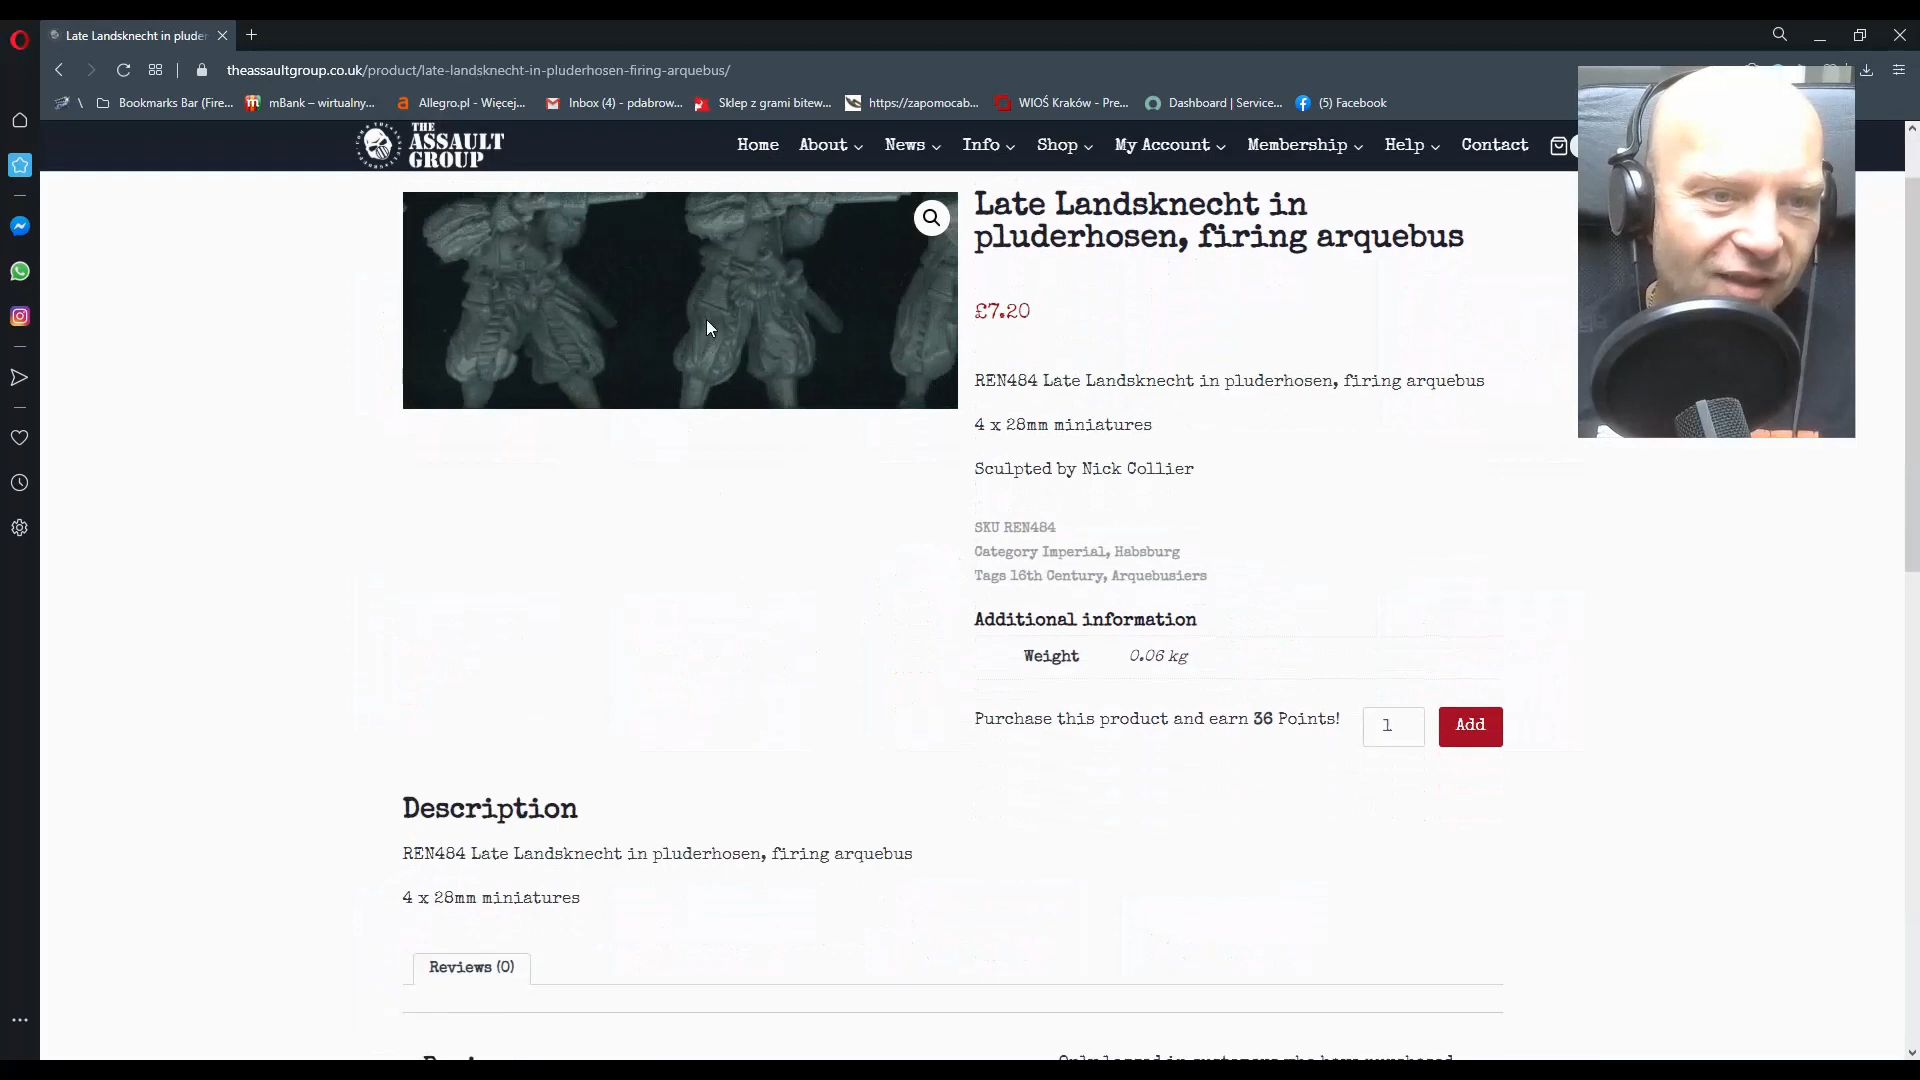 Late Landsknecht in pluder
theassaultgroup.co.uk/product/late-landsknecht-in-pluderhosen-firing-arquebus/
\ Bookmarks Bar (Fire... mBank – wirtualny... Allegro.pl - Więcej,... Inbox (4) - pdabrow... Sklep z grami bitew... https://zapomocab... WIOŚ Kraków - Pre... Dashboard | Service... (5) Facebook
THE
ASSAULT
GROUP
Home About News Info Shop My Account Membership Help Contact
Late Landsknecht in
pluderhosen, firing arquebus
£7.20
REN484 Late Landsknecht in pluderhosen, firing arquebus
4 x 28mm miniatures
Sculpted by Nick Collier
SKU REN484
Category Imperial, Habsburg
Tags 16th Century, Arquebusiers
Additional information
Weight 0.06 kg
Purchase this product and earn 36 Points! 1 Add
Description
REN484 Late Landsknecht in pluderhosen, firing arquebus
4 x 28mm miniatures
Reviews (0)